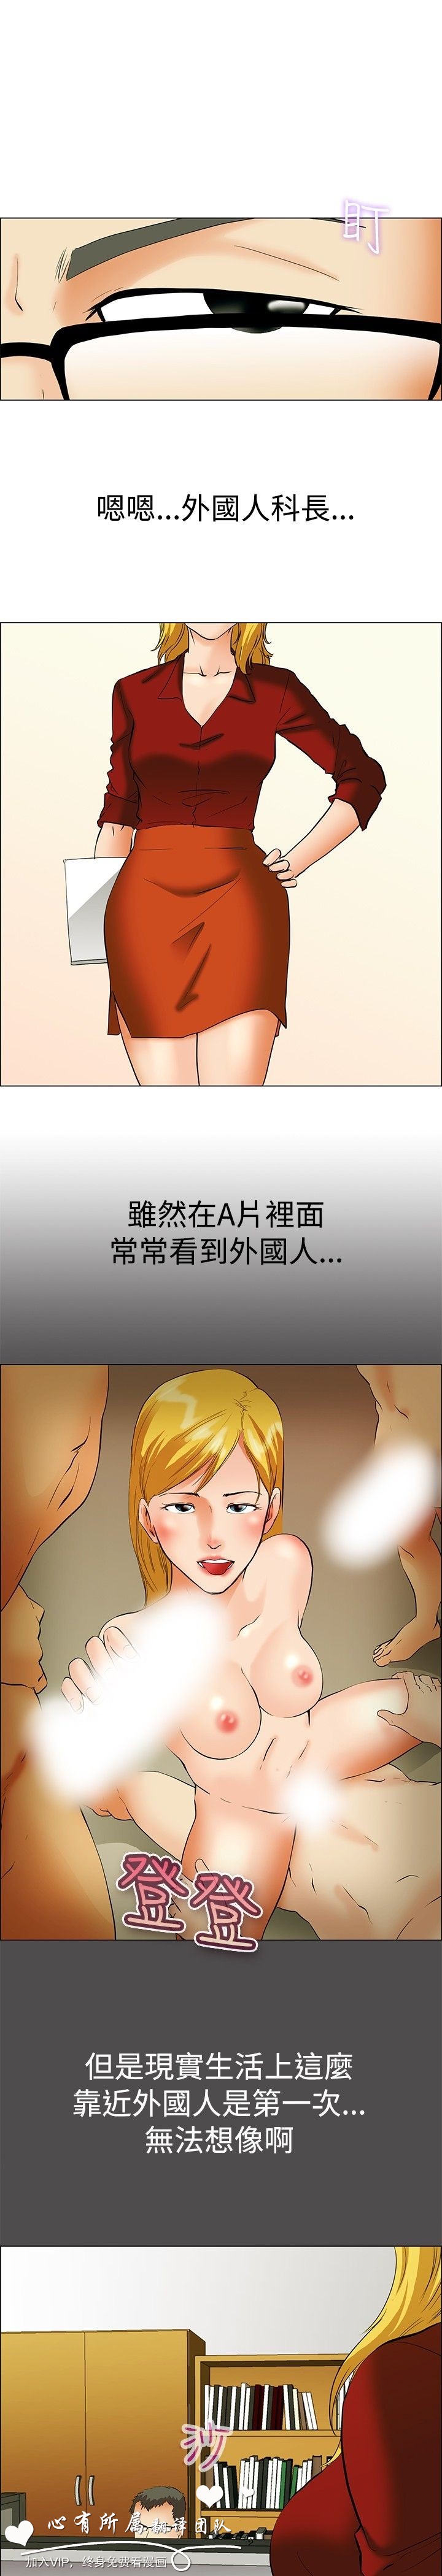 盯
嗯嗯...外國人科長...
雖然在A片裡面
常常看到外國人...
登登
但是現實生活上這麼
靠近外國人是第一次...
無法想像啊
沙
心有所属翻译团队
加入VIP，终身免费看漫画